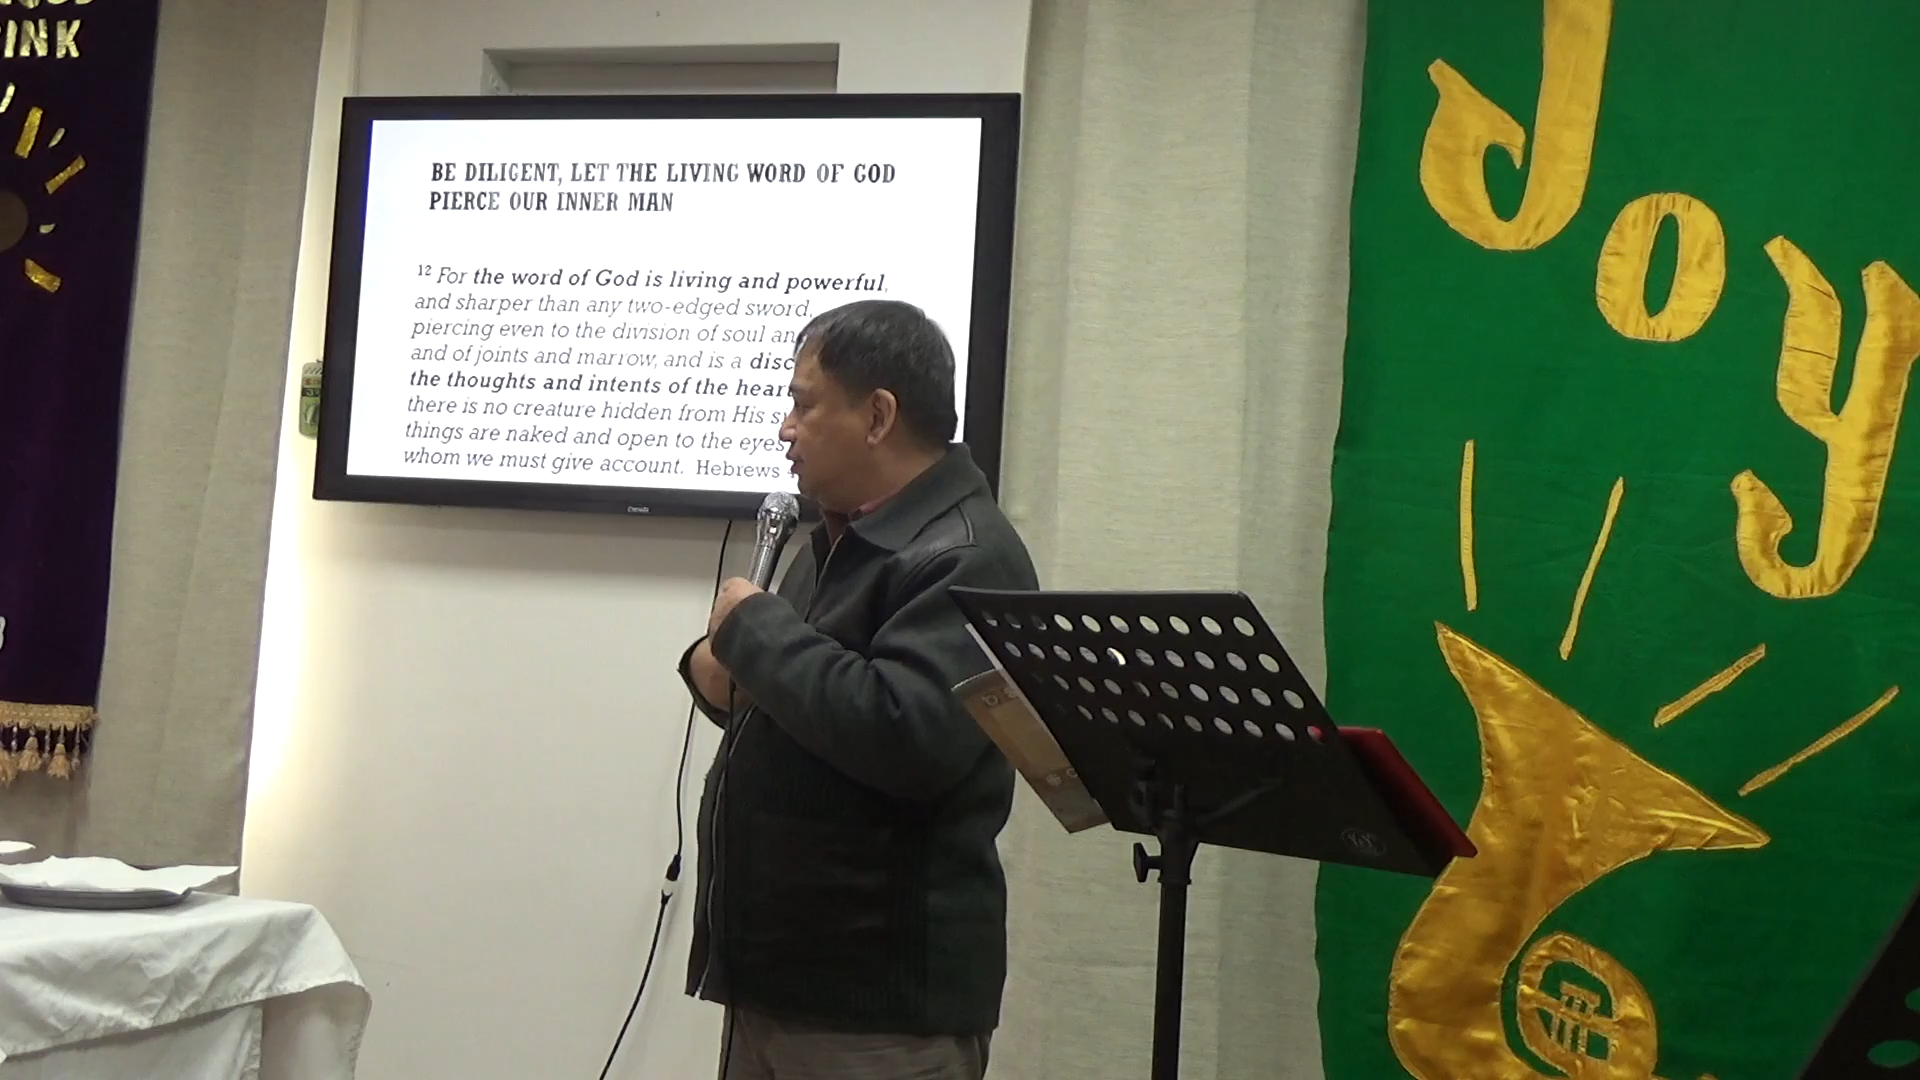 INK
BE DILIGENT, LET THE LIVING WORD OF GOD
PIERCE OUR INNER MAN
12 For the word of God is living and powerful,
and sharper than any two-edged sword,
piercing even to the division of soul
and of joints and marrow, and is a
the thoughts and intents of the
there is no creature hidden from His
things are naked and open to the eyes
whom we must give account. Hebrews
Joy